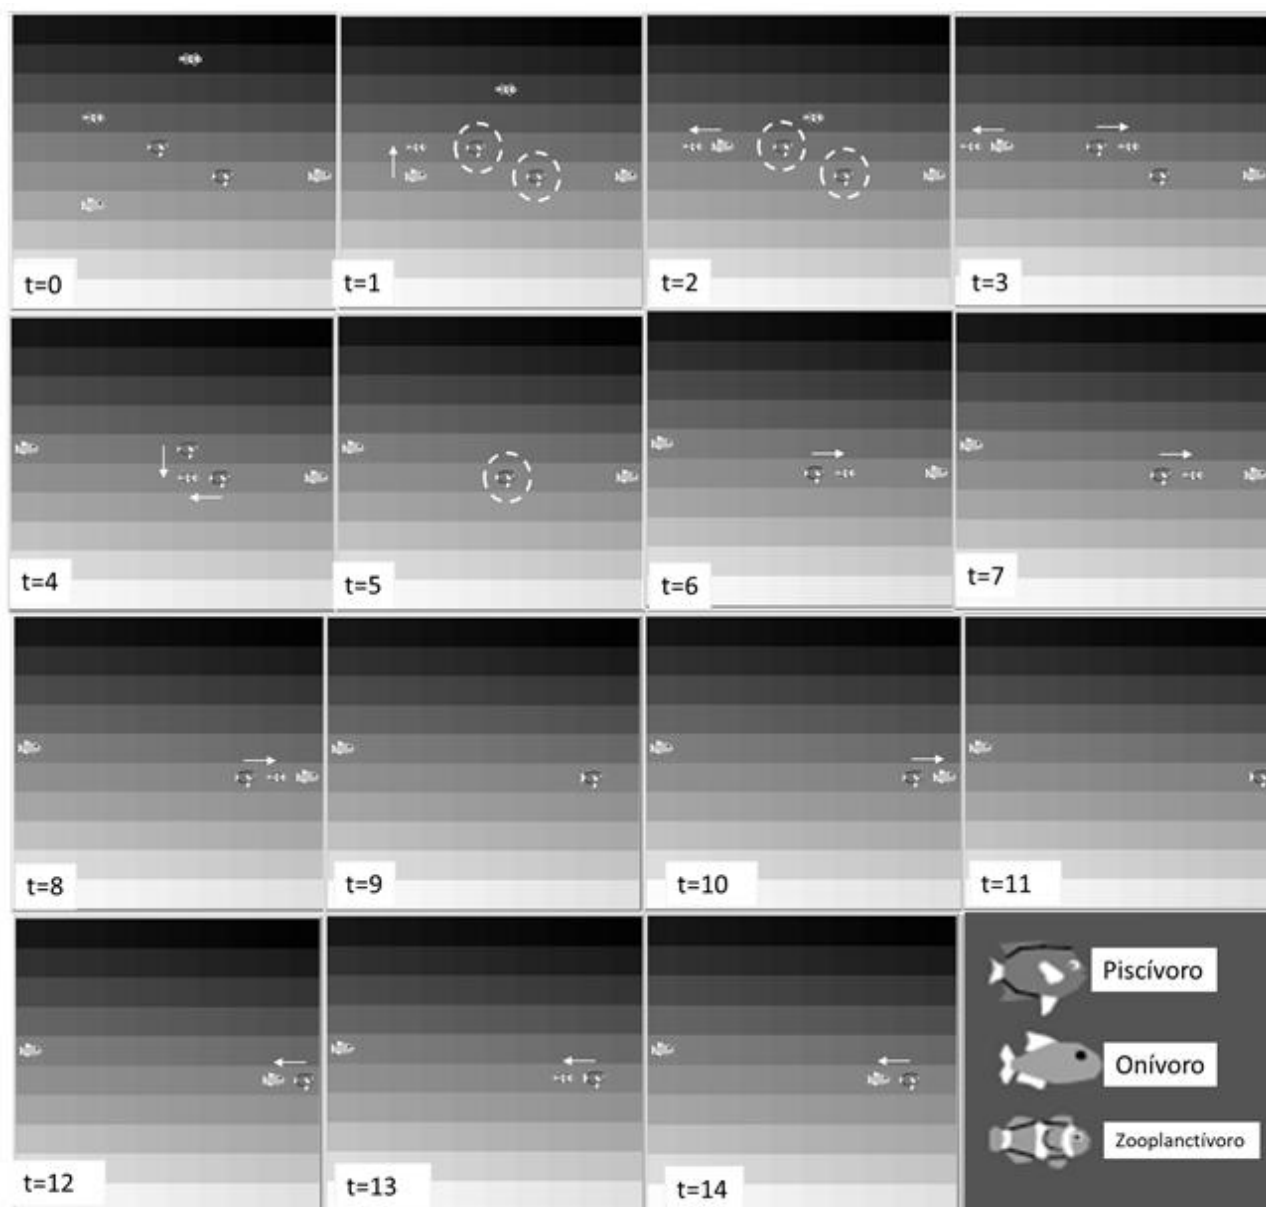 t=0
t=1
t=2
t=3
t=4
t=5
t=6
t=7
t=8
t=9
t=10
t=11
t=12
t=13
t=14
Piscívoro
Onívoro
Zooplanctívoro